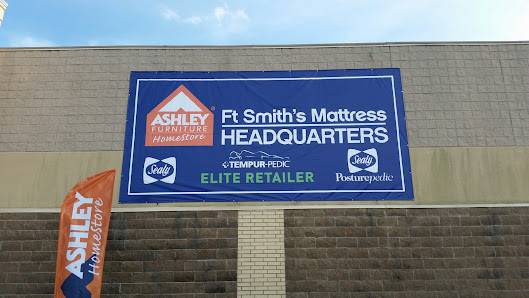 ASHLEY
FURNITURE
HomeStore
Ft Smith's Mattress
HEADQUARTERS
TEMPUR-PEDIC
ELITE RETAILER
Sealy
Sealy
Posturepedic
ASHLEY
HomeStore